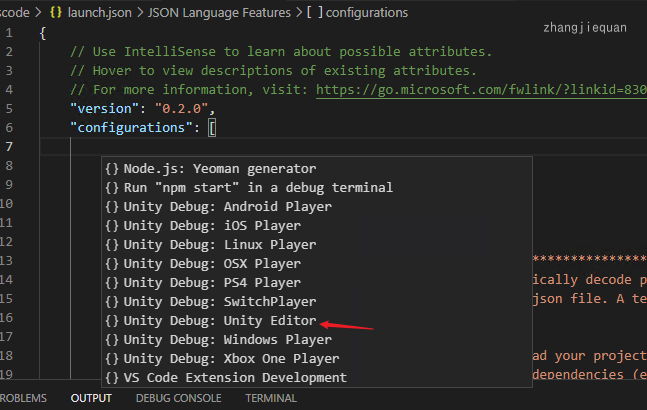 scode > {} launch.json > JSON Language Features > [ ] configurations
zhangjiequan
1 {
2 // Use IntelliSense to learn about possible attributes.
3 // Hover to view descriptions of existing attributes.
4 // For more information, visit: https://go.microsoft.com/fwlink/?linkid=830
5 "version": "0.2.0",
6 "configurations": [
7
8 {} Node.js: Yeoman generator
9 {} Run "npm start" in a debug terminal
10 {} Unity Debug: Android Player
11 {} Unity Debug: iOS Player
12 {} Unity Debug: Linux Player
13 {} Unity Debug: OSX Player ***************
14 {} Unity Debug: PS4 Player ically decode p
15 {} Unity Debug: SwitchPlayer json file. A te
16 {} Unity Debug: Unity Editor
17 {} Unity Debug: Windows Player
18 {} Unity Debug: Xbox One Player ad your project
19 {} VS Code Extension Development dependencies (e
ROBLEMS OUTPUT DEBUG CONSOLE TERMINAL